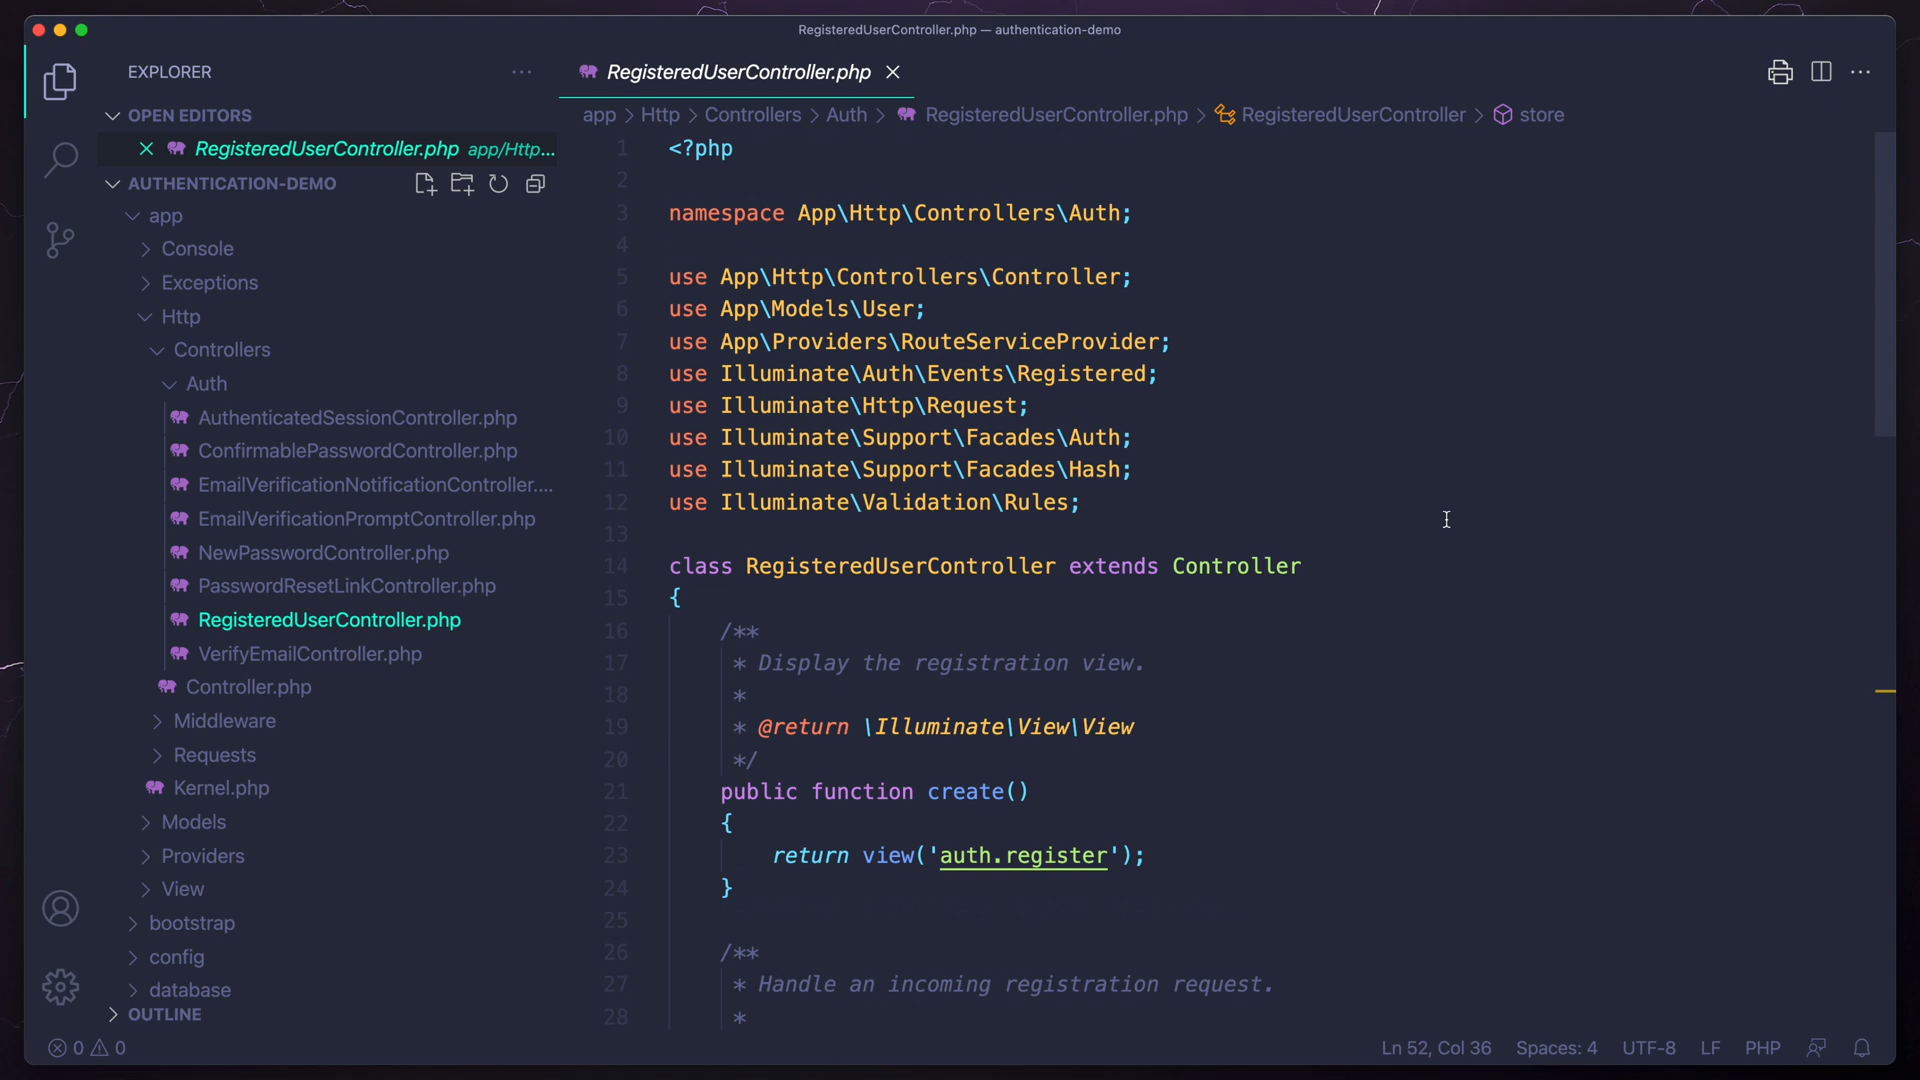 RegisteredUserController.php — authentication-demo
EXPLORER
OPEN EDITORS
RegisteredUserController.php app/Http...
AUTHENTICATION-DEMO
app
Console
Exceptions
Http
Controllers
Auth
AuthenticatedSessionController.php
ConfirmablePasswordController.php
EmailVerificationNotificationController....
EmailVerificationPromptController.php
NewPasswordController.php
PasswordResetLinkController.php
RegisteredUserController.php
VerifyEmailController.php
Controller.php
Middleware
Requests
Kernel.php
Models
Providers
View
bootstrap
config
database
OUTLINE
RegisteredUserController.php
app > Http > Controllers > Auth > RegisteredUserController.php > RegisteredUserController > store
1 <?php
2
3 namespace App\Http\Controllers\Auth;
4
5 use App\Http\Controllers\Controller;
6 use App\Models\User;
7 use App\Providers\RouteServiceProvider;
8 use Illuminate\Auth\Events\Registered;
9 use Illuminate\Http\Request;
10 use Illuminate\Support\Facades\Auth;
11 use Illuminate\Support\Facades\Hash;
12 use Illuminate\Validation\Rules;
13
14 class RegisteredUserController extends Controller
15 {
16 /**
17 * Display the registration view.
18 *
19 * @return \Illuminate\View\View
20 */
21 public function create()
22 {
23 return view('auth.register');
24 }
25
26 /**
27 * Handle an incoming registration request.
28 *
0 0
Ln 52, Col 36 Spaces: 4 UTF-8 LF PHP